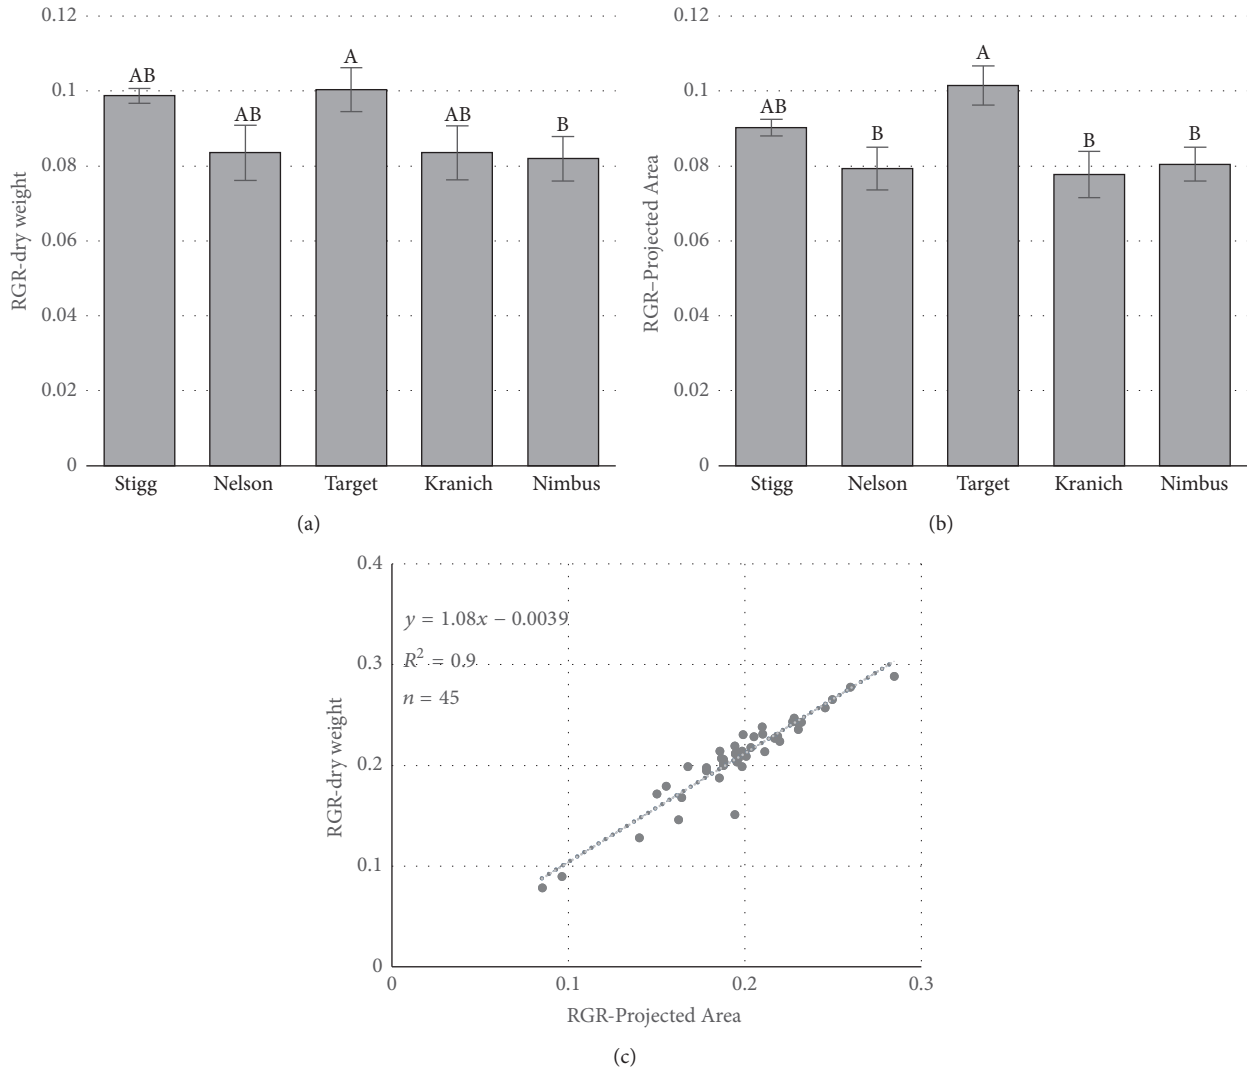 0.12
0.1
0.08
0.06
0.04
0.02
0
RGR-dry weight
AB
AB
A
AB
B
Stigg Nelson Target Kranich Nimbus
(a)
0.12
0.1
0.08
0.06
0.04
0.02
0
RGR–Projected Area
AB
B
A
B
B
Stigg Nelson Target Kranich Nimbus
(b)
0.4
0.3
0.2
0.1
0
RGR-dry weight
y = 1.08x − 0.0039
R² = 0.9
n = 45
0 0.1 0.2 0.3
RGR-Projected Area
(c)